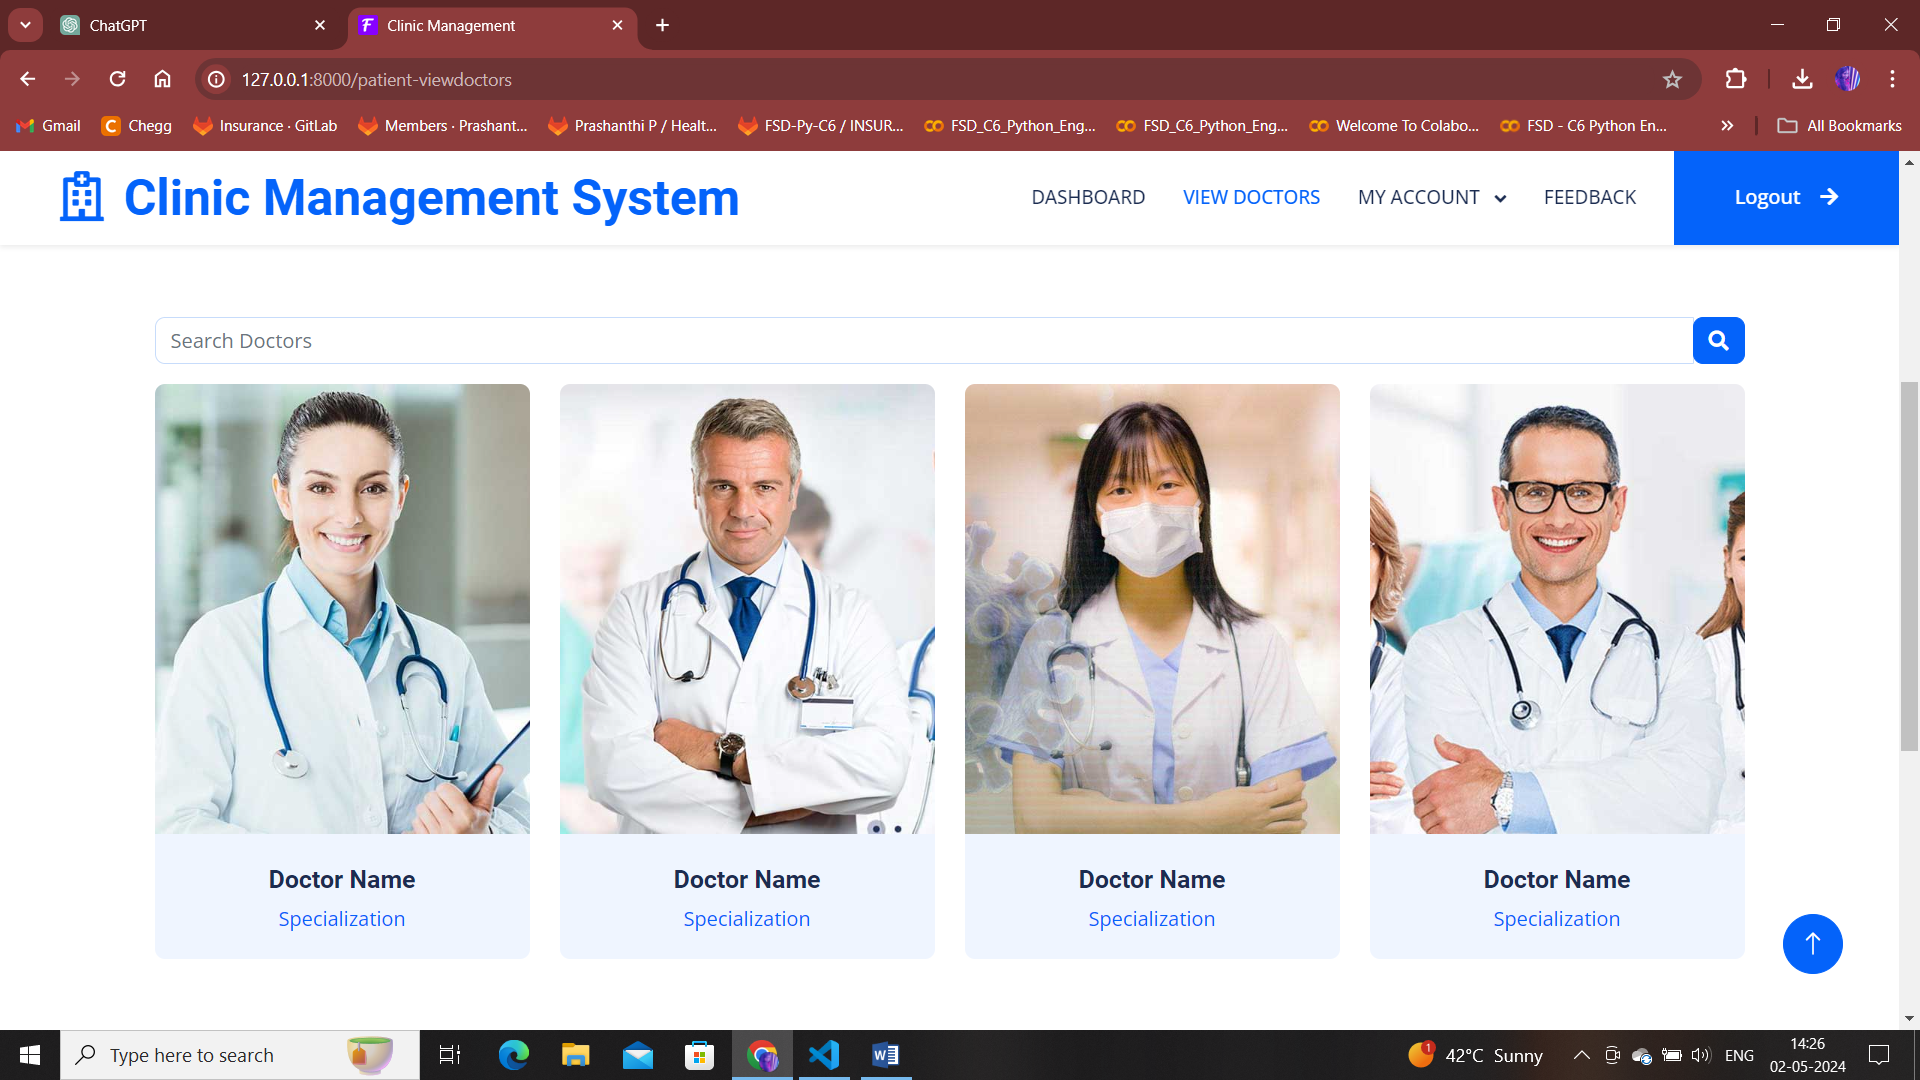 ChatGPT
Clinic Management
127.0.0.1:8000/patient-viewdoctors
Gmail
Chegg
Insurance · GitLab
Members · Prashant...
Prashanthi P / Healt...
FSD-Py-C6 / INSUR...
FSD_C6_Python_Eng...
FSD_C6_Python_Eng...
Welcome To Colabo...
FSD - C6 Python En...
All Bookmarks
Clinic Management System
DASHBOARD
VIEW DOCTORS
MY ACCOUNT
FEEDBACK
Logout
Search Doctors
Doctor Name
Specialization
Doctor Name
Specialization
Doctor Name
Specialization
Doctor Name
Specialization
Type here to search
1
42°C Sunny
ENG
14:26
02-05-2024